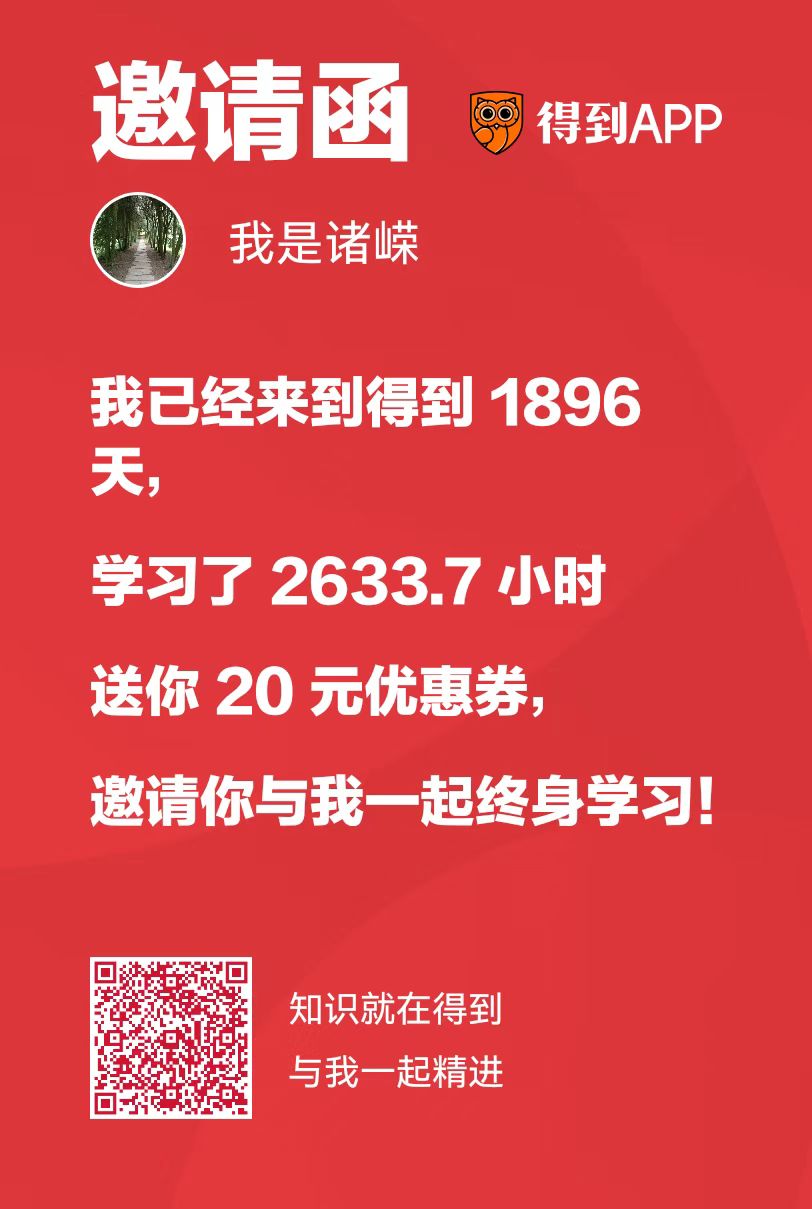 邀请函
得到APP
我是诸嵘
我已经来到得到 1896
天，
学习了 2633.7 小时
送你 20 元优惠券，
邀请你与我一起终身学习！
知识就在得到
与我一起精进